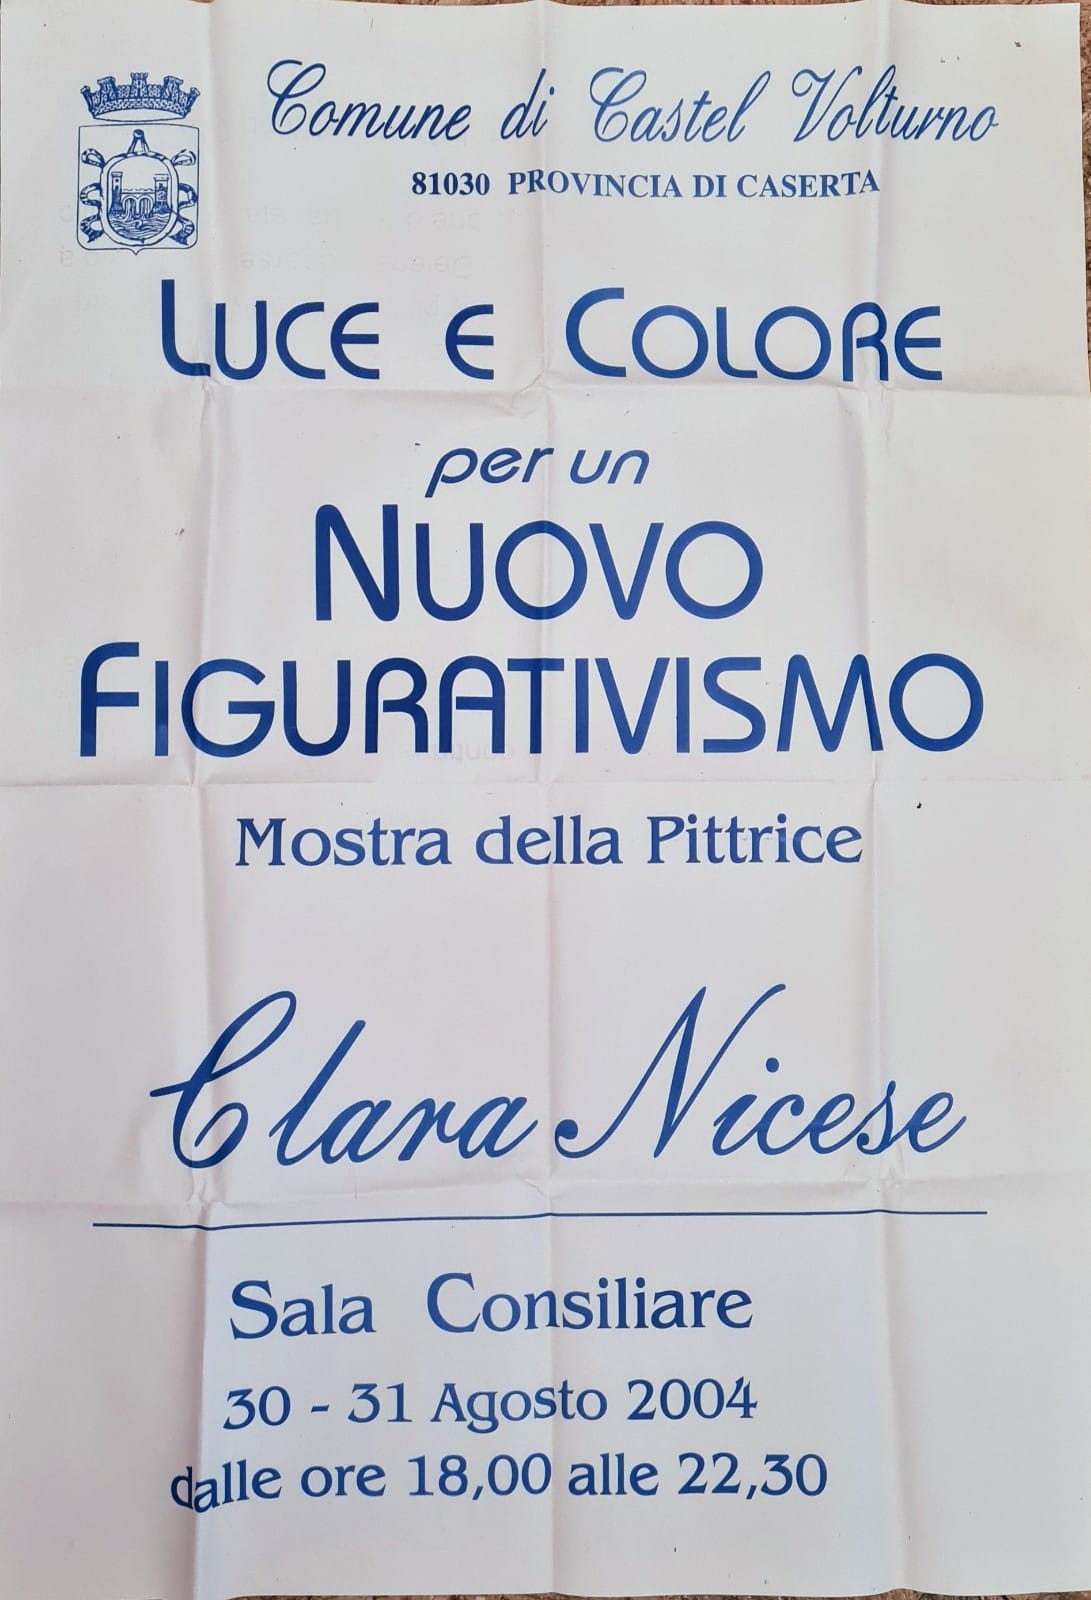 Comune di Castel Volturno
81030 PROVINCIA DI CASERTA
LUCE E COLORE
per un
NUOVO
FIGURATIVISMO
Mostra della Pittrice
Clara Nicese
Sala Consiliare
30 - 31 Agosto 2004
dalle ore 18,00 alle 22,30